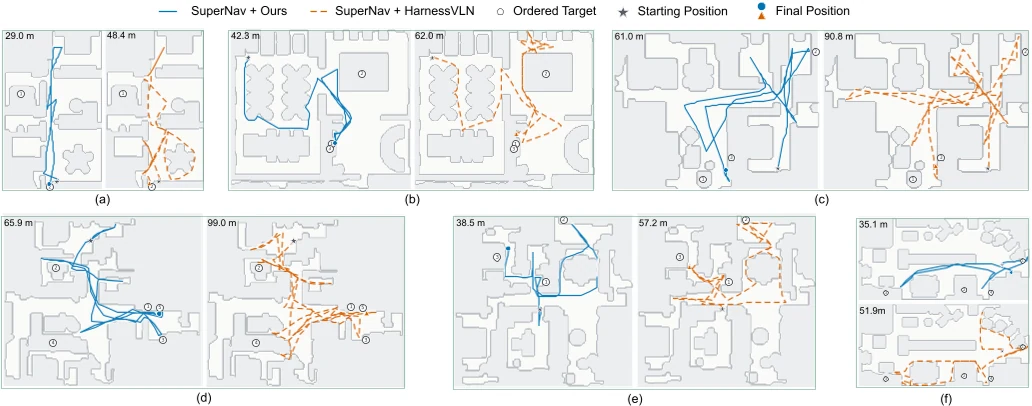 SuperNav + Ours SuperNav + HarnessVLN Ordered Target Starting Position Final Position
29.0 m 48.4 m 42.3 m 62.0 m 61.0 m 90.8 m
(a) (b) (c)
65.9 m 99.0 m 38.5 m 57.2 m 35.1 m
51.9m
(d) (e) (f)